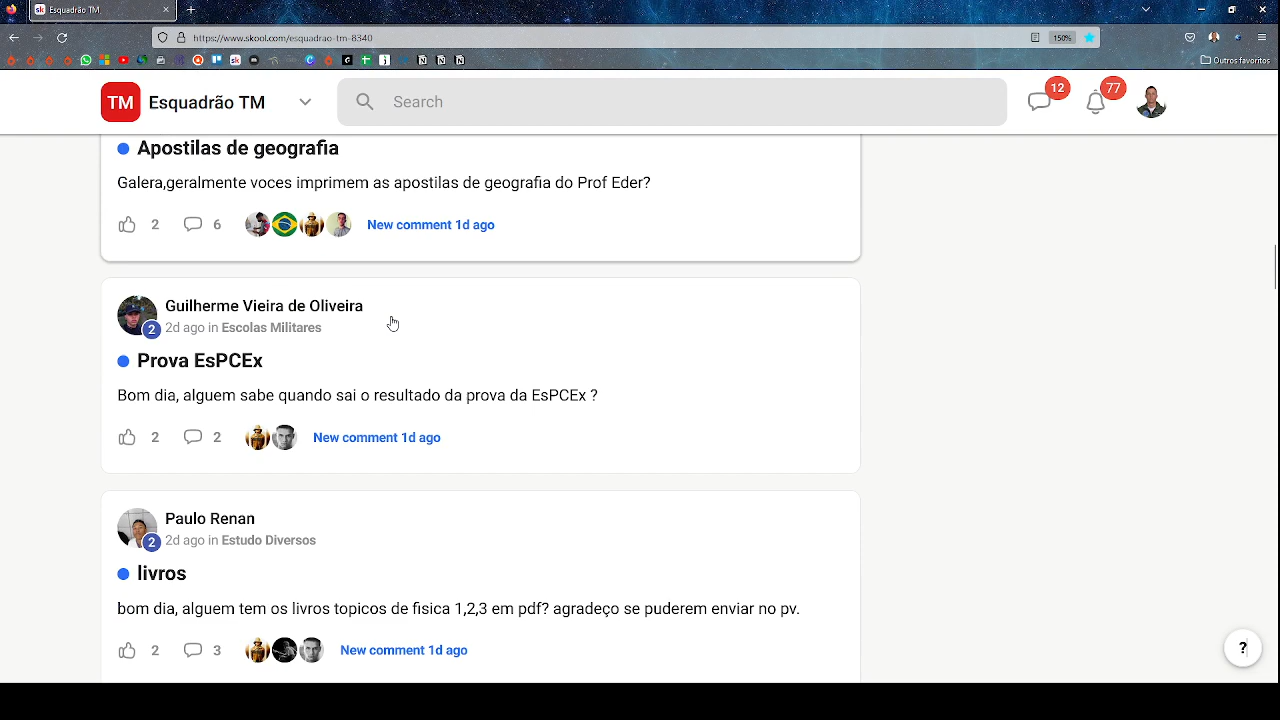 Esquadrão TM
https://www.skool.com/esquadrao-tm-8340
150%
Outros favoritos
TM Esquadrão TM
Search
12
77
Apostilas de geografia
Galera,geralmente voces imprimem as apostilas de geografia do Prof Eder?
2 6 New comment 1d ago
Guilherme Vieira de Oliveira
2 2d ago in Escolas Militares
Prova EsPCEx
Bom dia, alguem sabe quando sai o resultado da prova da EsPCEx ?
2 2 New comment 1d ago
Paulo Renan
2 2d ago in Estudo Diversos
livros
bom dia, alguem tem os livros topicos de fisica 1,2,3 em pdf? agradeço se puderem enviar no pv.
2 3 New comment 1d ago
?